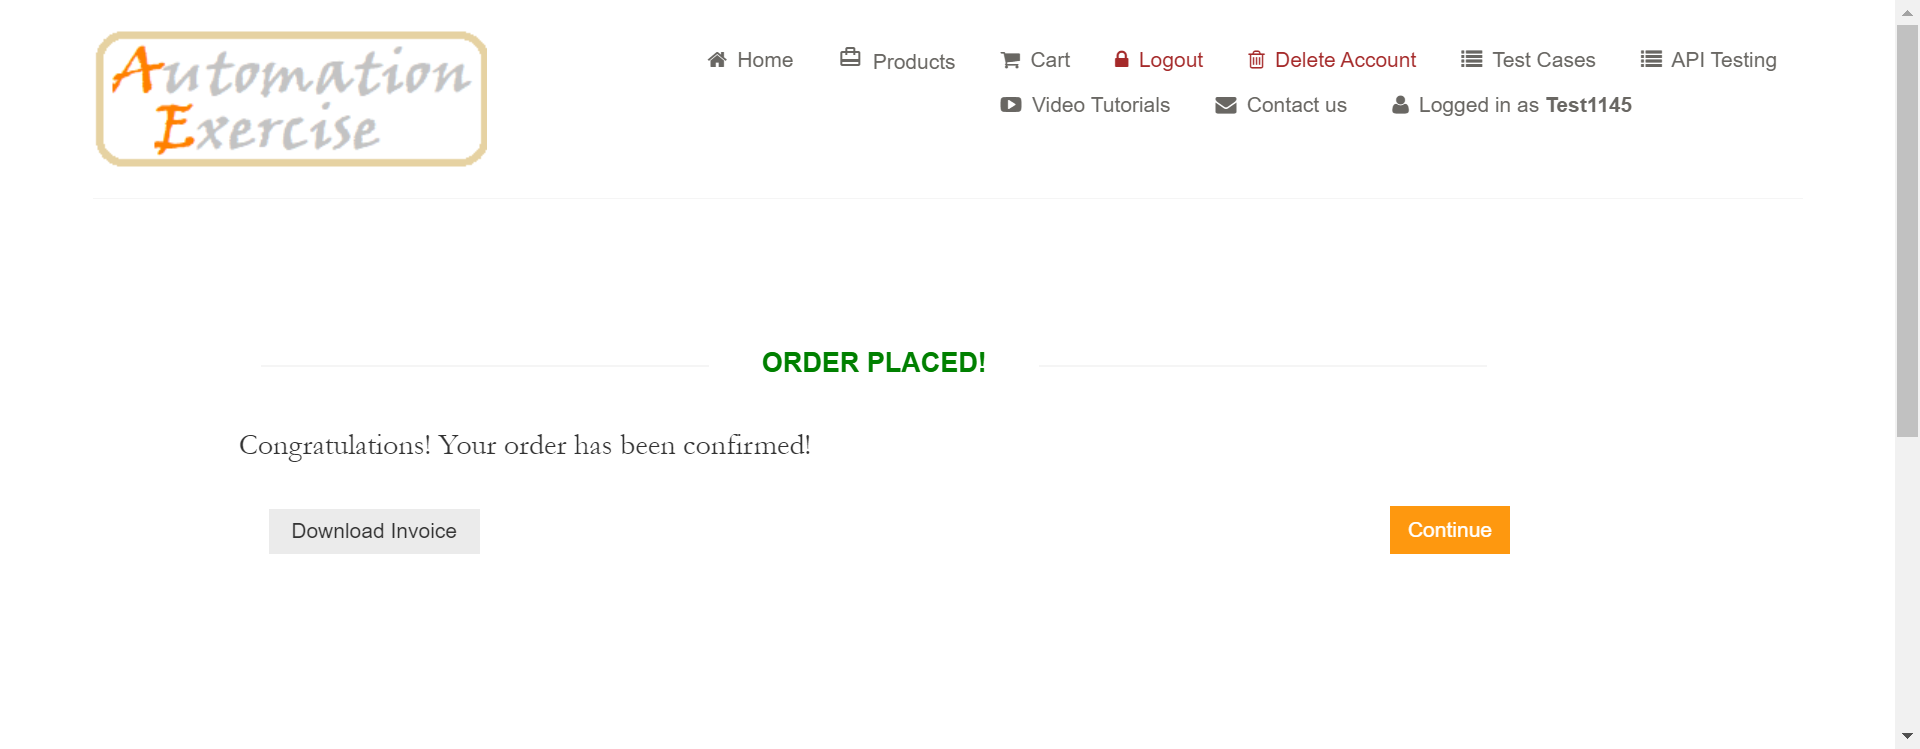 Automation
Exercise
Home Products Cart Logout Delete Account Test Cases API Testing
Video Tutorials Contact us Logged in as Test1145
ORDER PLACED!
Congratulations! Your order has been confirmed!
Download Invoice Continue